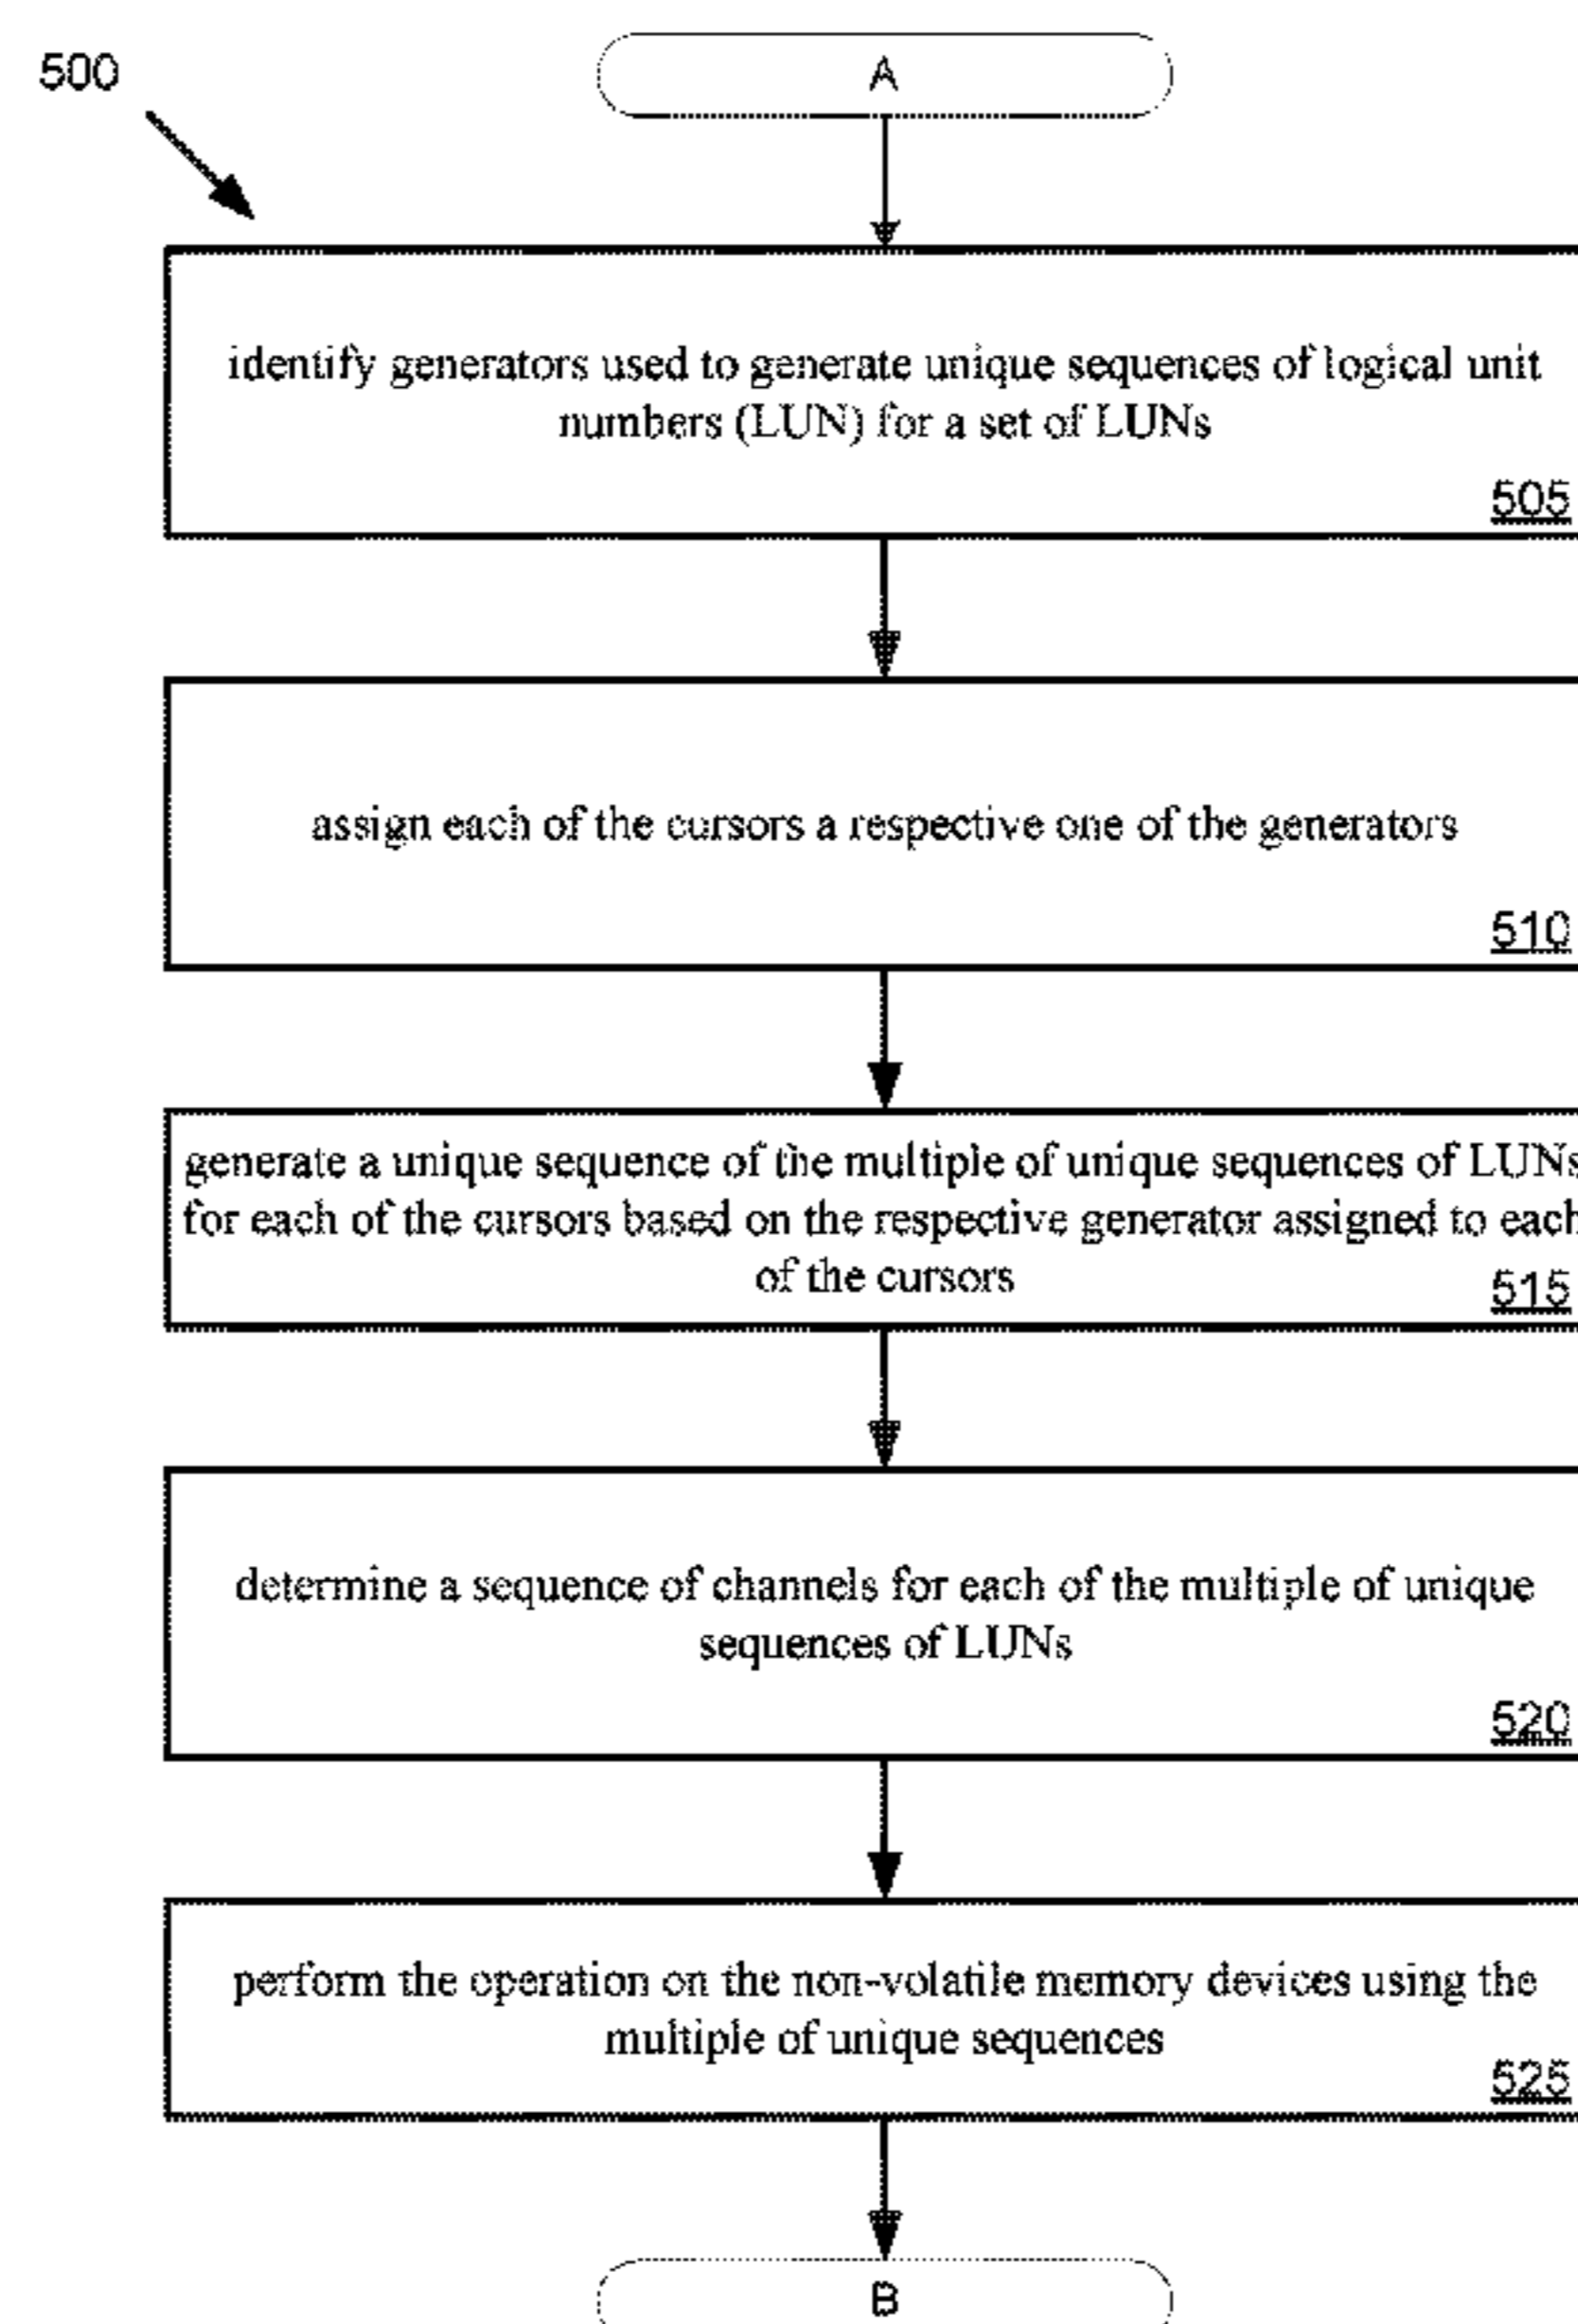 500
A
identify generators used to generate unique sequences of logical unit
numbers (LUN) for a set of LUNs
505
assign each of the cursors a respective one of the generators
510
generate a unique sequence of the multiple of unique sequences of LUNs
for each of the cursors based on the respective generator assigned to each
of the cursors
515
determine a sequence of channels for each of the multiple of unique
sequences of LUNs
520
perform the operation on the non-volatile memory devices using the
multiple of unique sequences
525
B